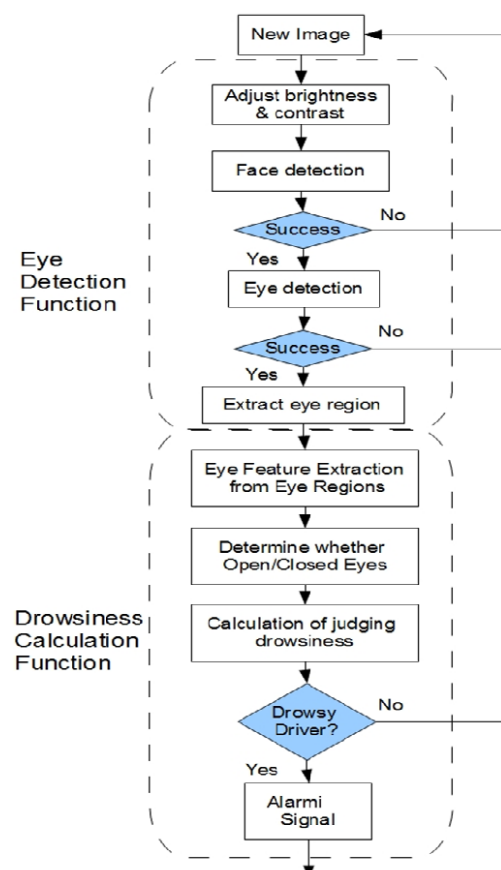 New Image
Adjust brightness
& contrast
Face detection
Success
No
Yes
Eye
Detection
Function
Eye detection
Success
No
Yes
Extract eye region
Eye Feature Extraction
from Eye Regions
Determine whether
Open/Closed Eyes
Drowsiness
Calculation
Function
Calculation of judging
drowsiness
Drowsy
Driver?
No
Yes
Alarmi
Signal